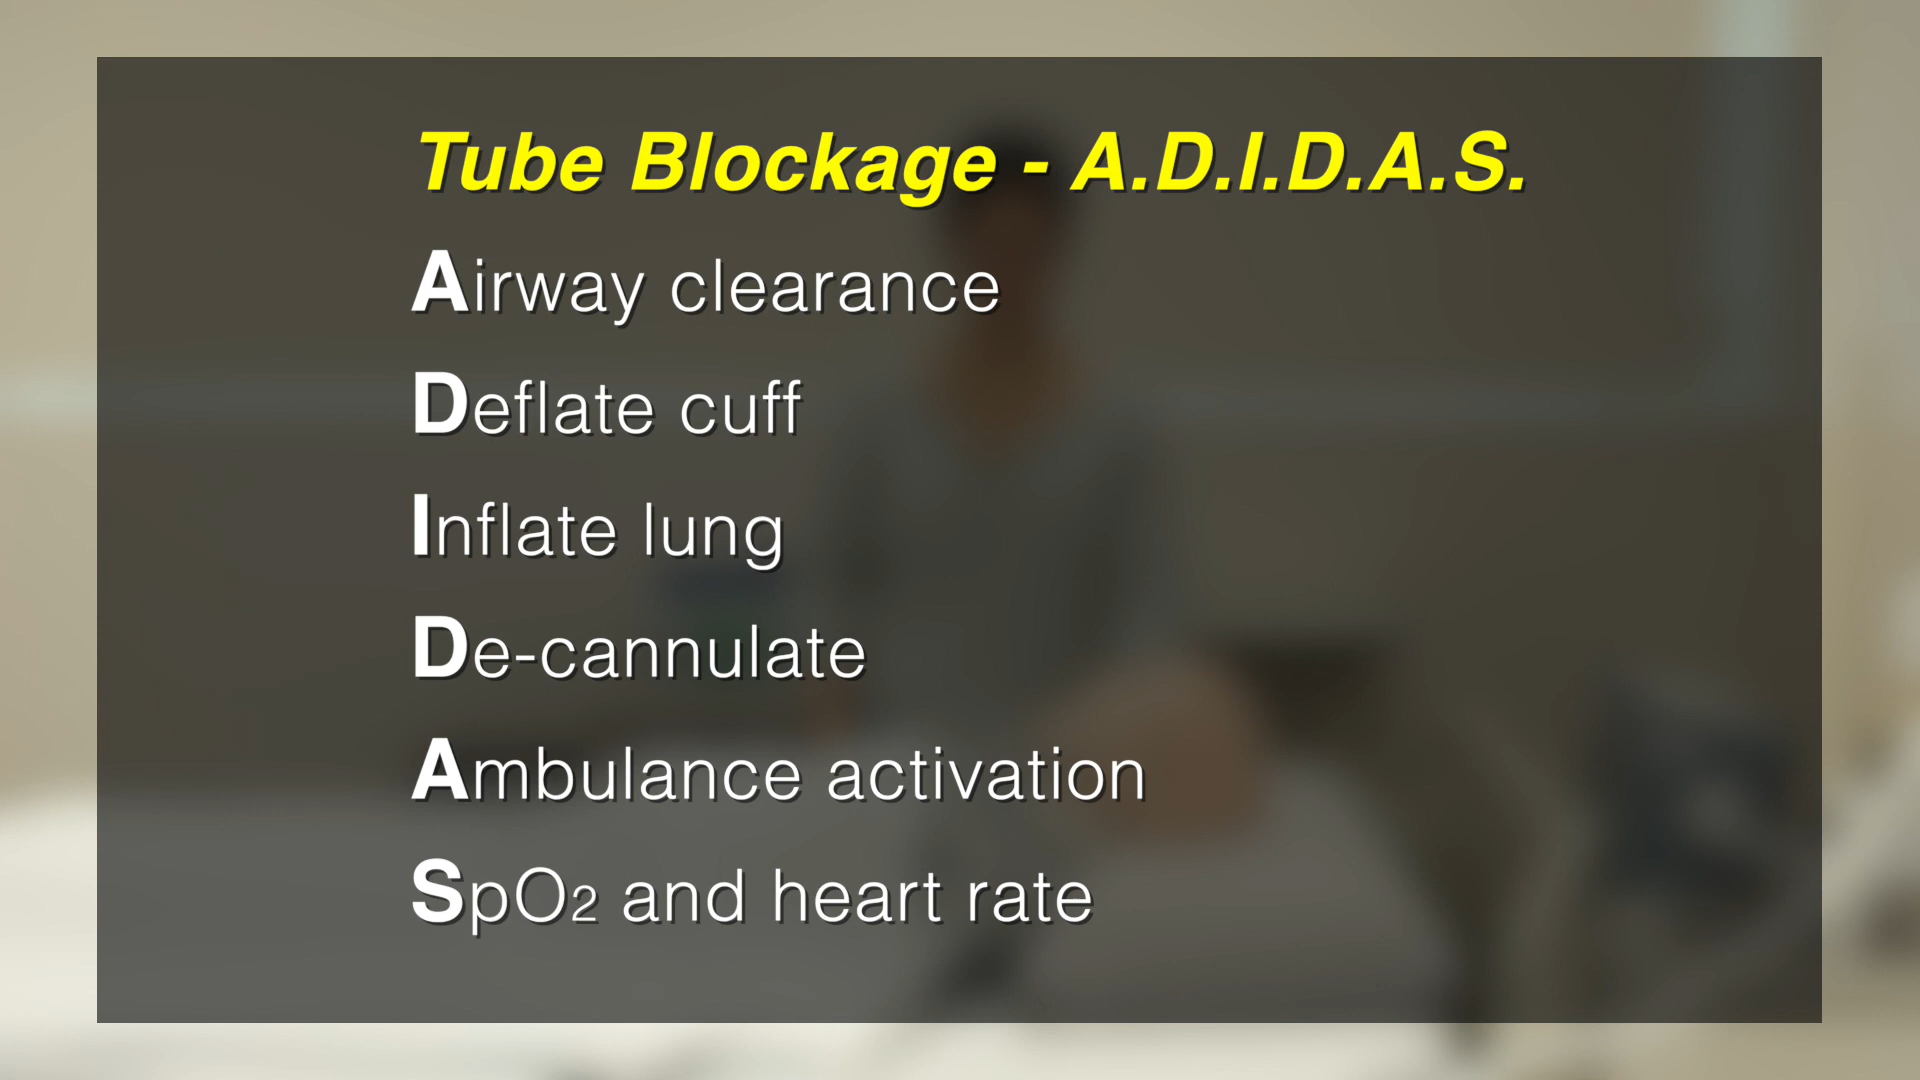 Tube Blockage - A.D.I.D.A.S.
Airway clearance
Deflate cuff
Inflate lung
De-cannulate
Ambulance activation
SpO₂ and heart rate